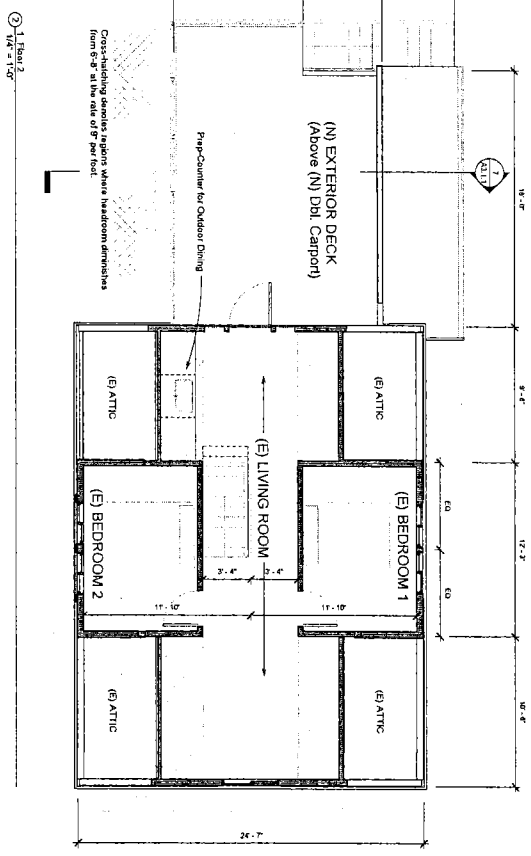 (N) EXTERIOR DECK
(Above (N) Dbl. Carport)
7
A3.1.1
16' - 0"
9' - 6"
12' - 3"
10' - 6"
EQ
EQ
(E) ATTIC
(E) BEDROOM 1
(E) ATTIC
(E) LIVING ROOM
3' - 4"
3' - 4"
11' - 10"
11' - 10"
Prep-Counter for Outdoor Dining
(E) ATTIC
(E) BEDROOM 2
(E) ATTIC
24' - 7"
Cross-hatching denotes regions where headroom diminishes
from 6'-8" at the rate of 9" per foot.
2
1_Floor 2
1/4" = 1'-0"